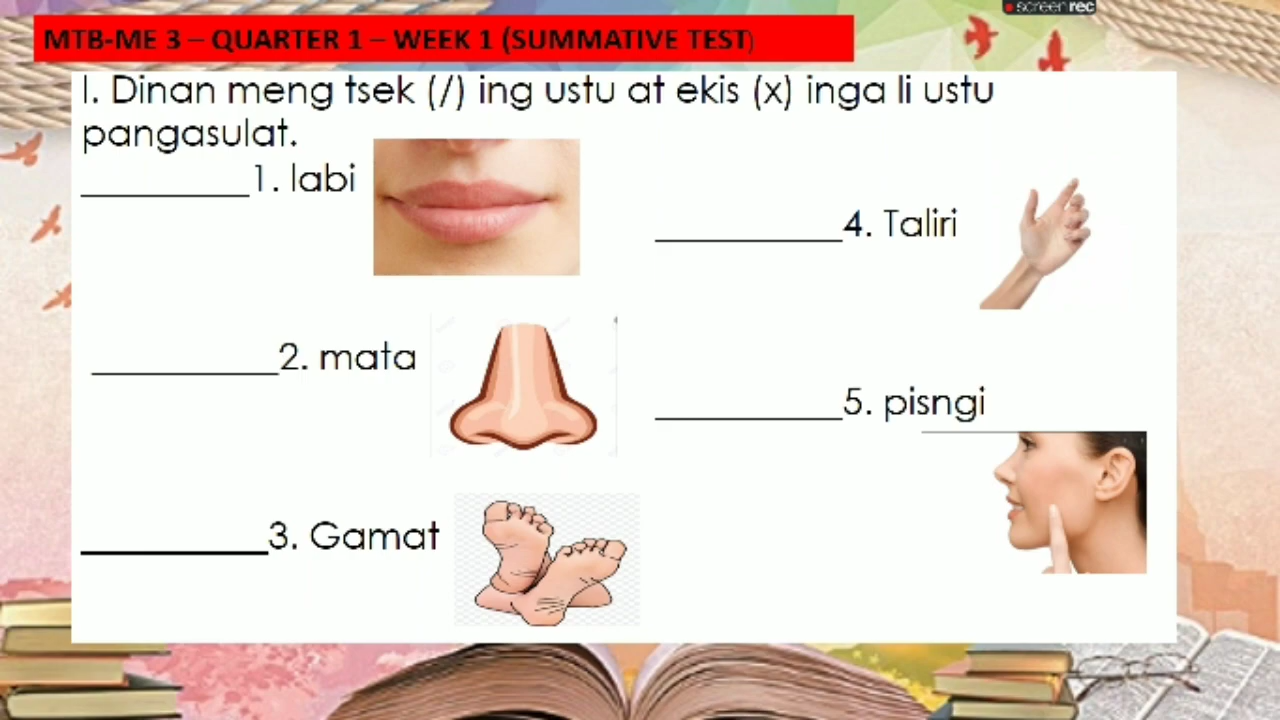 screenrec
MTB-ME 3 – QUARTER 1 – WEEK 1 (SUMMATIVE TEST)
I. Dinan meng tsek (/) ing ustu at ekis (x) inga li ustu
pangasulat.
_________1. labi
__________2. mata
__________3. Gamat
__________4. Taliri
__________5. pisngi